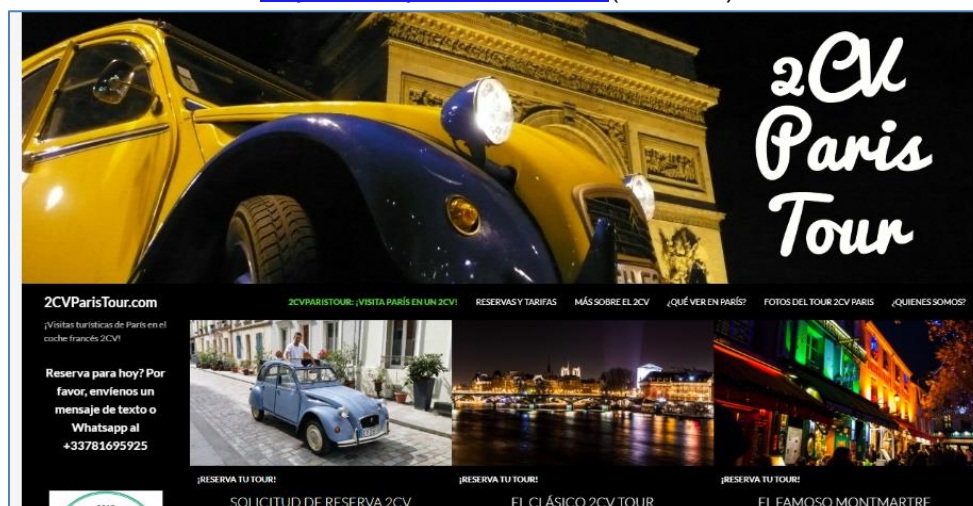 2CV
Paris
Tour
2CVParisTour.com
2CVPARISTOUR: ¡VISITA PARÍS EN UN 2CV!
RESERVAS Y TARIFAS
MÁS SOBRE EL 2CV
¿QUÉ VER EN PARÍS?
FOTOS DEL TOUR 2CV PARIS
¿QUIENES SOMOS?
¡Visitas turísticas de París en el
coche francés 2CV!
Reserva para hoy? Por
favor, envíenos un
mensaje de texto o
Whatsapp al
+33781695925
¡RESERVA TU TOUR!
SOLICITUD DE RESERVA 2CV
¡RESERVA TU TOUR!
EL CLÁSICO 2CV TOUR
¡RESERVA TU TOUR!
EL FAMOSO MONTMARTRE